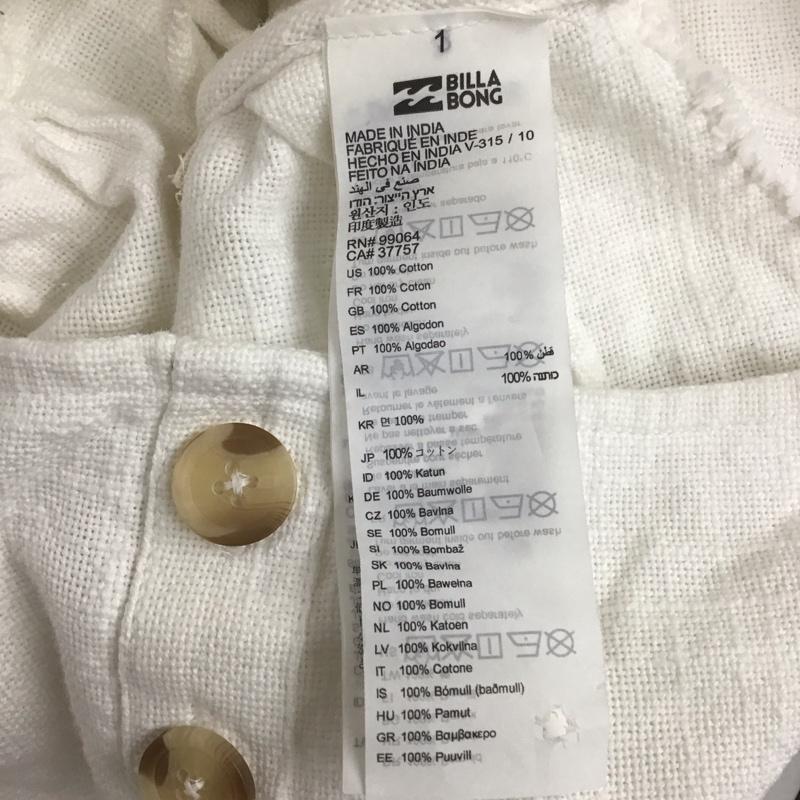 1
BILLA
BONG
MADE IN INDIA
FABRIQUÉ EN INDE
HECHO EN INDIA V-315 / 10
FEITO NA ÍNDIA
صنع في الهند
ארץ הייצור: הודו
원산지 : 인도
印度製造
RN# 99064
CA# 37757
US 100% Cotton
FR 100% Coton
GB 100% Cotton
ES 100% Algodon
PT 100% Algodao
AR 100% قطن
IL 100% כותנה
KR 면 100%
JP 100% コットン
ID 100% Katun
DE 100% Baumwolle
CZ 100% Bavlna
SE 100% Bomull
SI 100% Bombaž
SK 100% Bavlna
PL 100% Bawełna
NO 100% Bomull
NL 100% Katoen
LV 100% Kokvilna
IT 100% Cotone
IS 100% Bómull (baðmull)
HU 100% Pamut
GR 100% Βαμβακερο
EE 100% Puuvill